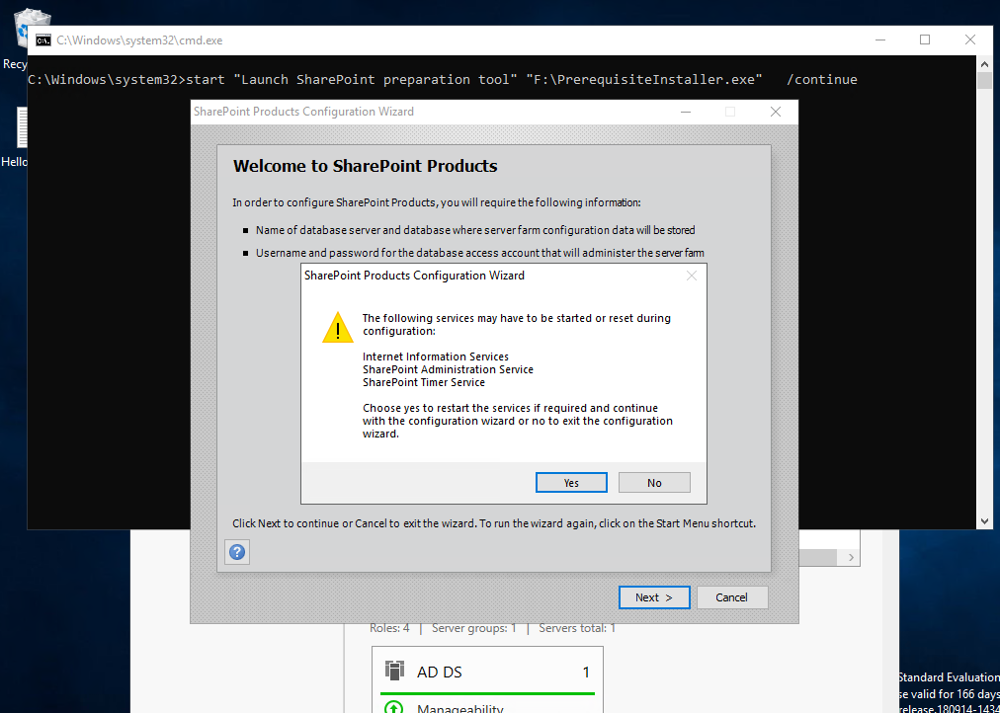 Recy
C:\Windows\system32\cmd.exe
C:\Windows\system32>start "Launch SharePoint preparation tool" "F:\PrerequisiteInstaller.exe"   /continue
Hello
SharePoint Products Configuration Wizard
Welcome to SharePoint Products
In order to configure SharePoint Products, you will require the following information:
Name of database server and database where server farm configuration data will be stored
Username and password for the database access account that will administer the server farm
SharePoint Products Configuration Wizard
The following services may have to be started or reset during
configuration:
Internet Information Services
SharePoint Administration Service
SharePoint Timer Service
Choose yes to restart the services if required and continue
with the configuration wizard or no to exit the configuration
wizard.
Yes
No
Click Next to continue or Cancel to exit the wizard. To run the wizard again, click on the Start Menu shortcut.
?
Next >
Cancel
Roles: 4 | Server groups: 1 | Servers total: 1
AD DS 1
Manageability
Standard Evaluation
se valid for 166 days
release.180914-1434